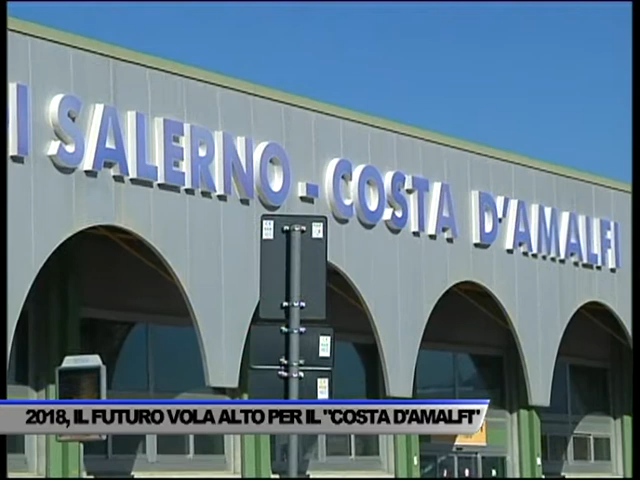 I SALERNO - COSTA D'AMALFI
2018, IL FUTURO VOLA ALTO PER IL "COSTA D'AMALFI"